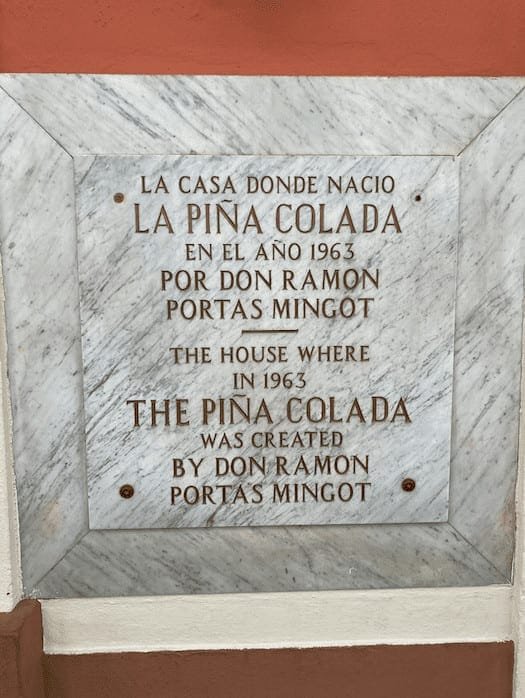 LA CASA DONDE NACIO
LA PIÑA COLADA
EN EL AÑO 1963
POR DON RAMON
PORTAS MINGOT
THE HOUSE WHERE
IN 1963
THE PIÑA COLADA
WAS CREATED
BY DON RAMON
PORTAS MINGOT